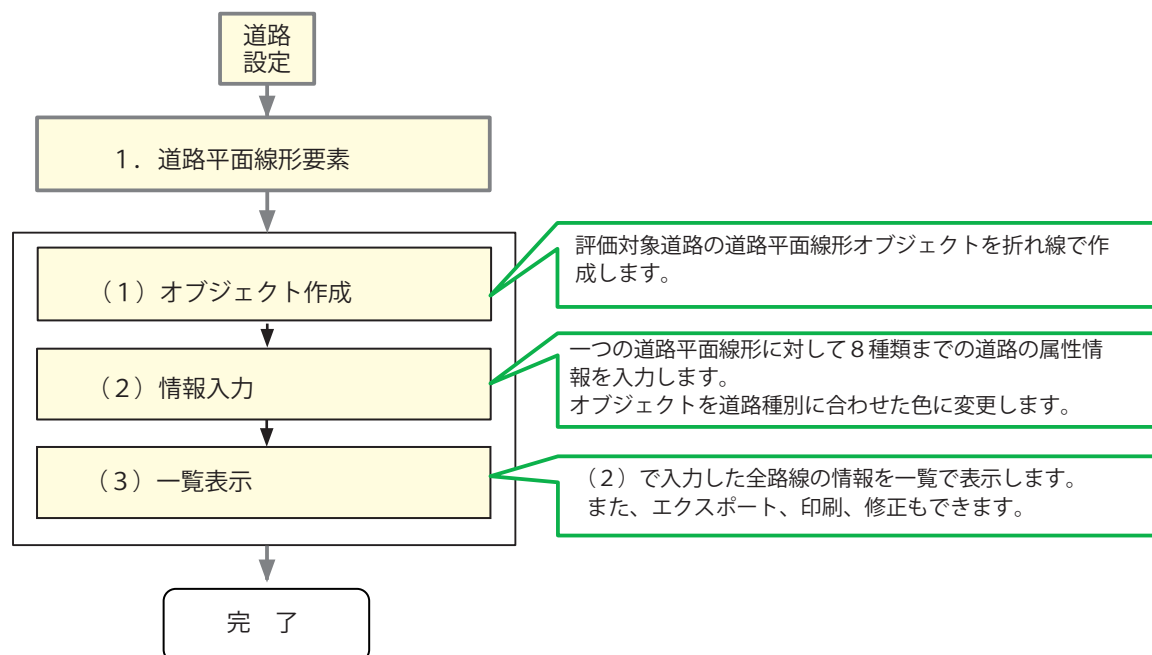 道路
設定
１．道路平面線形要素
（１）オブジェクト作成
評価対象道路の道路平面線形オブジェクトを折れ線で作
成します。
（２）情報入力
一つの道路平面線形に対して８種類までの道路の属性情
報を入力します。
オブジェクトを道路種別に合わせた色に変更します。
（３）一覧表示
（２）で入力した全路線の情報を一覧で表示します。
また、エクスポート、印刷、修正もできます。
完　了